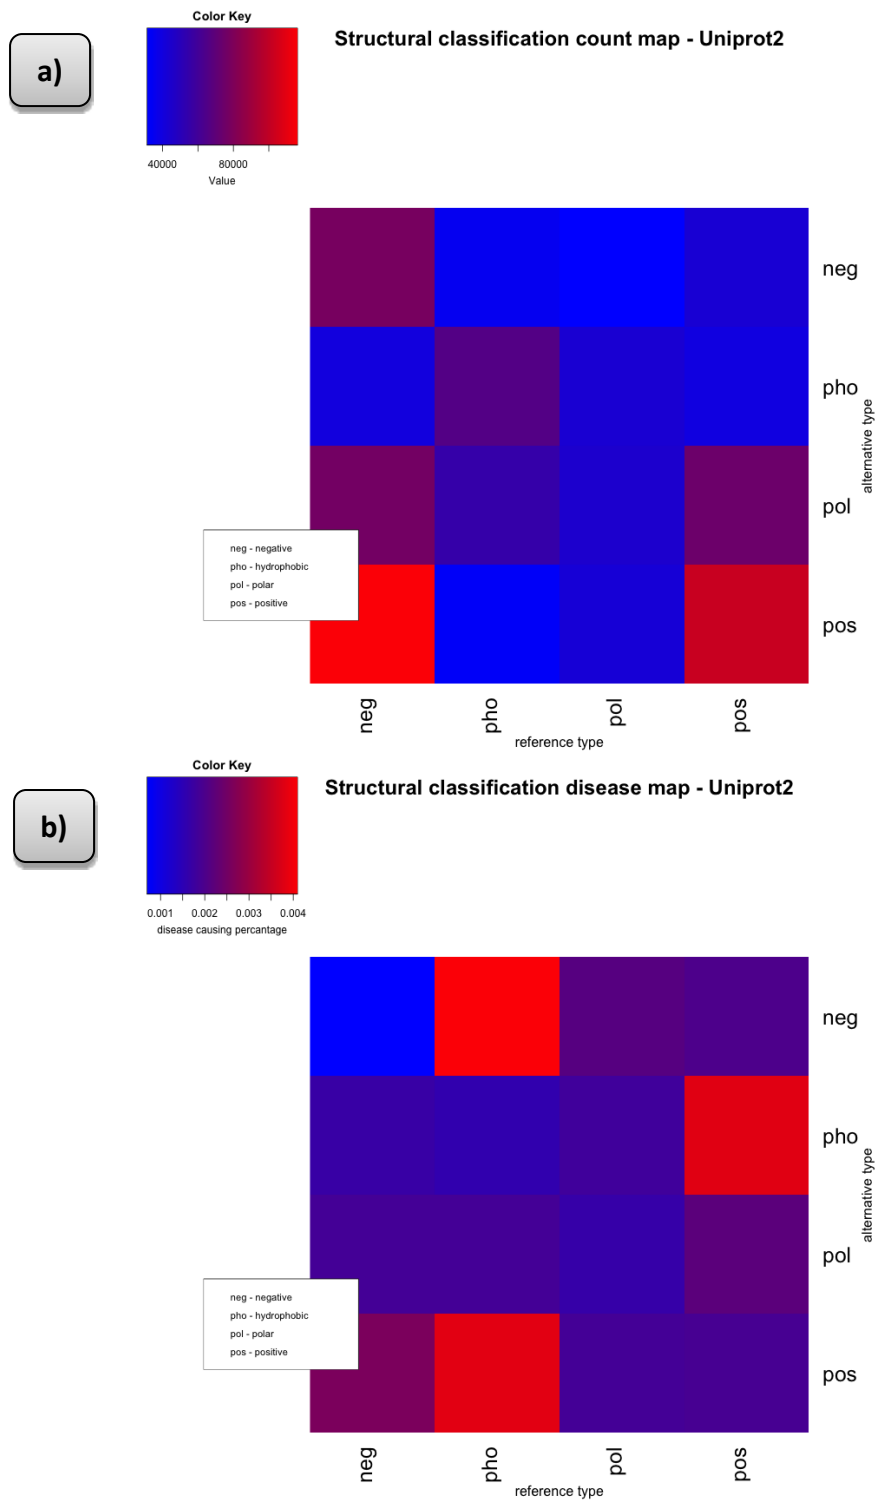 Color Key
Structural classification count map - Uniprot2
a)
40000 80000
Value
neg
pho
alternative type
pol
neg - negative
pho - hydrophobic
pol - polar
pos - positive
pos
neg pho pol pos
reference type
Color Key
Structural classification disease map - Uniprot2
b)
0.001 0.002 0.003 0.004
disease causing percantage
neg
pho
alternative type
pol
neg - negative
pho - hydrophobic
pol - polar
pos - positive
pos
neg pho pol pos
reference type